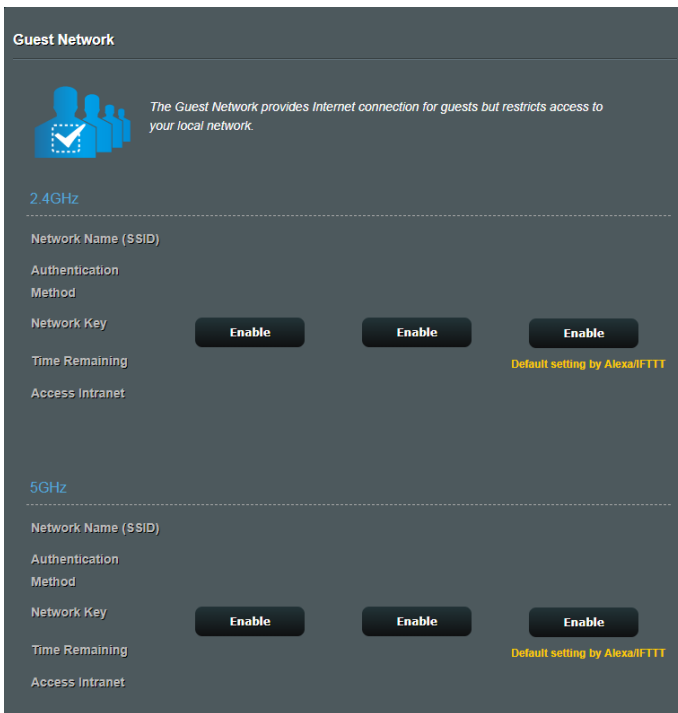 Guest Network
The Guest Network provides Internet connection for guests but restricts access to
your local network.
2.4GHz
Network Name (SSID)
Authentication
Method
Network Key
Enable Enable Enable
Time Remaining
Default setting by Alexa/IFTTT
Access Intranet
5GHz
Network Name (SSID)
Authentication
Method
Network Key
Enable Enable Enable
Time Remaining
Default setting by Alexa/IFTTT
Access Intranet